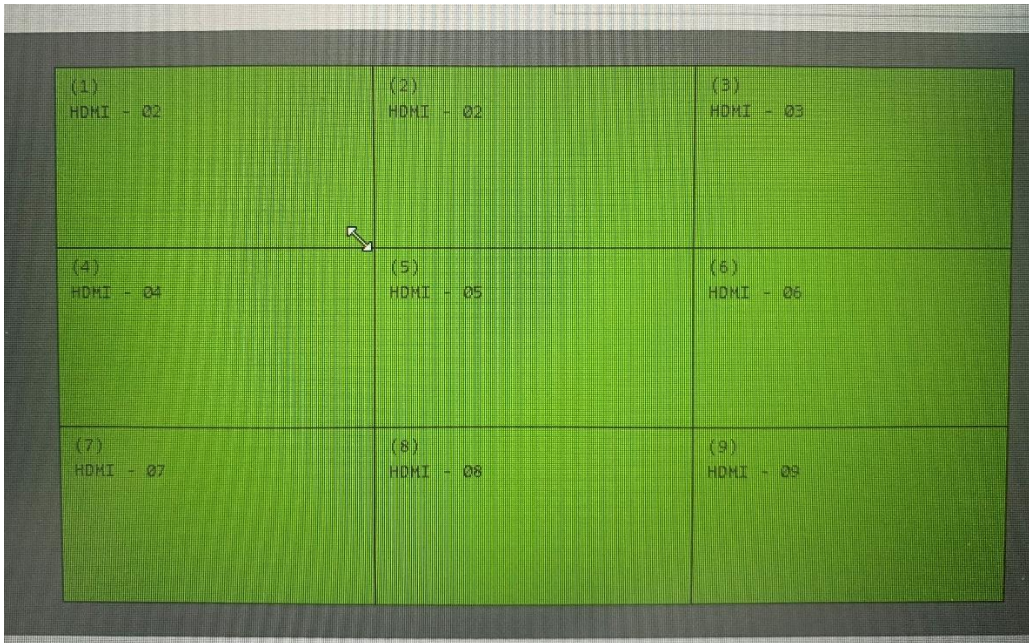 (1)
HDMI - 02
(2)
HDMI - 02
(3)
HDMI - 03
(4)
HDMI - 04
(5)
HDMI - 05
(6)
HDMI - 06
(7)
HDMI - 07
(8)
HDMI - 08
(9)
HDMI - 09